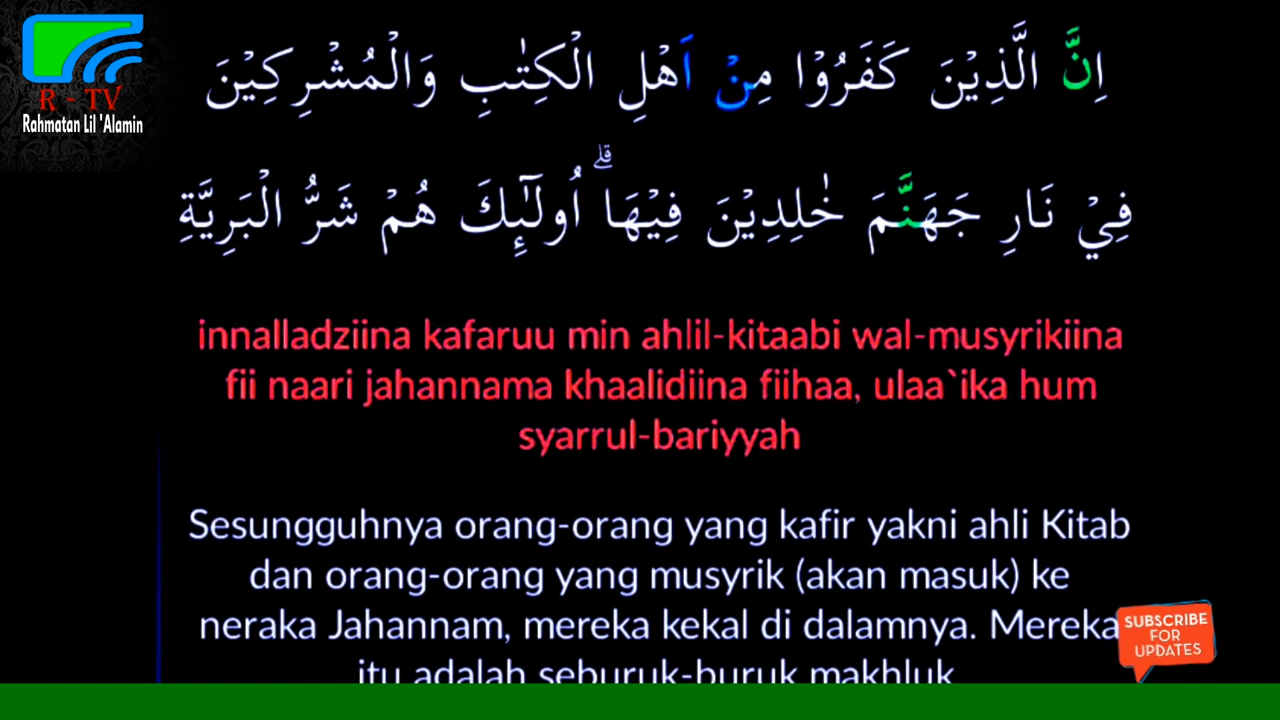 R - TV
Rahmatan Lil 'Alamin
اِنَّ الَّذِيْنَ كَفَرُوْا مِنْ اَهْلِ الْكِتٰبِ وَالْمُشْرِكِيْنَ
فِيْ نَارِ جَهَنَّمَ خٰلِدِيْنَ فِيْهَاۗ اُولٰۤىِٕكَ هُمْ شَرُّ الْبَرِيَّةِ
innalladziina kafaruu min ahlil-kitaabi wal-musyrikiina
fii naari jahannama khaalidiina fiihaa, ulaa`ika hum
syarrul-bariyyah
Sesungguhnya orang-orang yang kafir yakni ahli Kitab
dan orang-orang yang musyrik (akan masuk) ke
neraka Jahannam, mereka kekal di dalamnya. Mereka
itu adalah seburuk-buruk makhluk
SUBSCRIBE
FOR
UPDATES